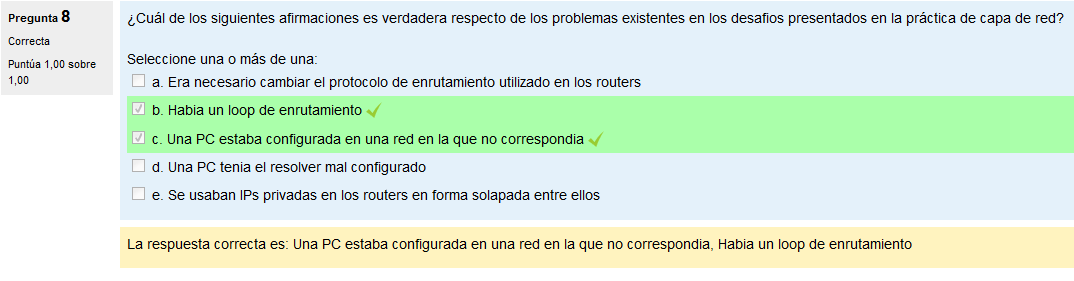 Pregunta 8
Correcta
Puntúa 1,00 sobre
1,00
¿Cuál de los siguientes afirmaciones es verdadera respecto de los problemas existentes en los desafios presentados en la práctica de capa de red?
Seleccione una o más de una:
a. Era necesario cambiar el protocolo de enrutamiento utilizado en los routers
b. Habia un loop de enrutamiento
c. Una PC estaba configurada en una red en la que no correspondia
d. Una PC tenia el resolver mal configurado
e. Se usaban IPs privadas en los routers en forma solapada entre ellos
La respuesta correcta es: Una PC estaba configurada en una red en la que no correspondia, Habia un loop de enrutamiento